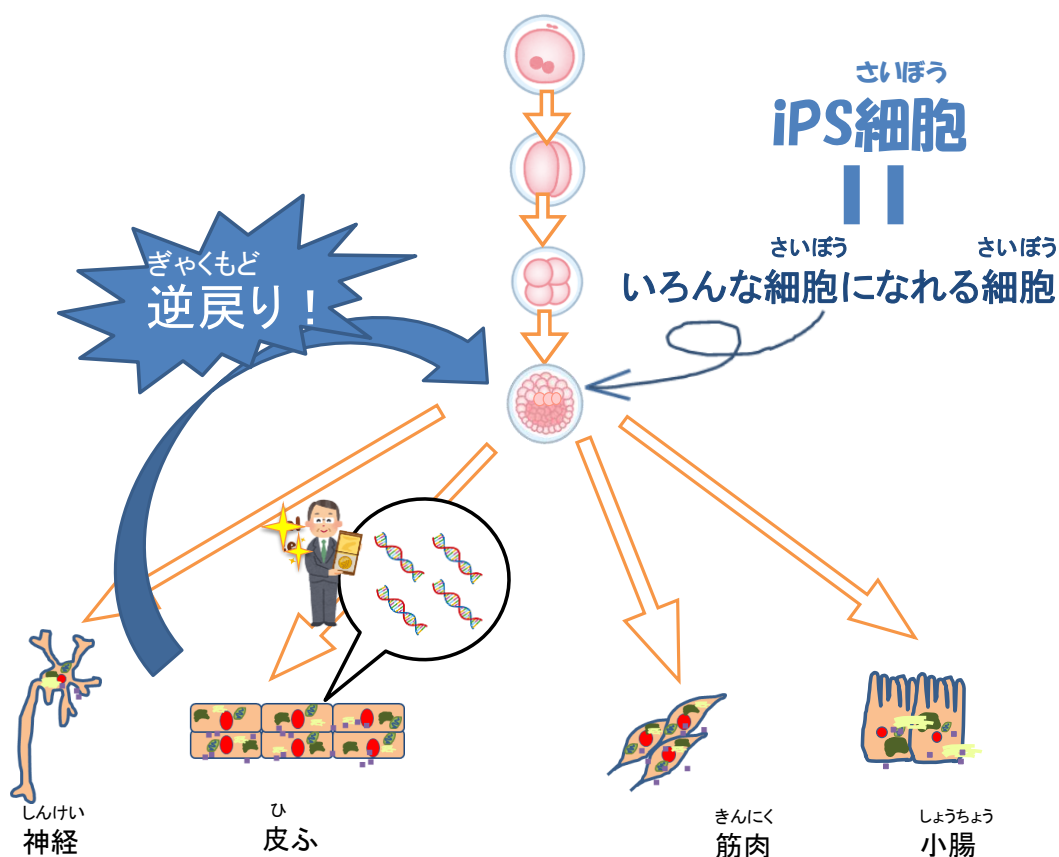 さいぼう
iPS細胞
ぎゃくもど
逆戻り！
さいぼう さいぼう
いろんな細胞になれる細胞
しんけい
神経
ひ
皮ふ
きんにく
筋肉
しょうちょう
小腸